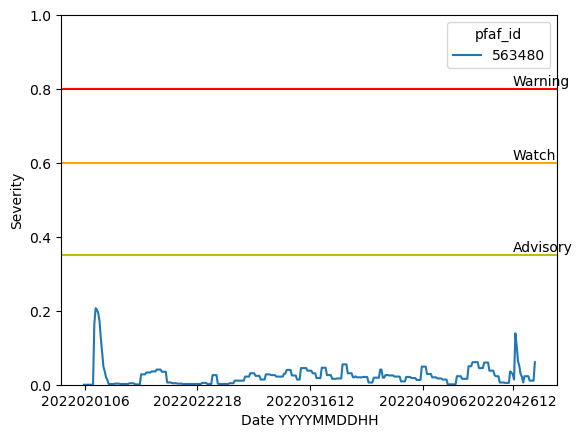 pfaf_id
563480
1.0
0.8
0.6
0.4
0.2
0.0
Severity
Warning
Watch
Advisory
2022020106
2022022218
2022031612
2022040906
2022042612
Date YYYYMMDDHH